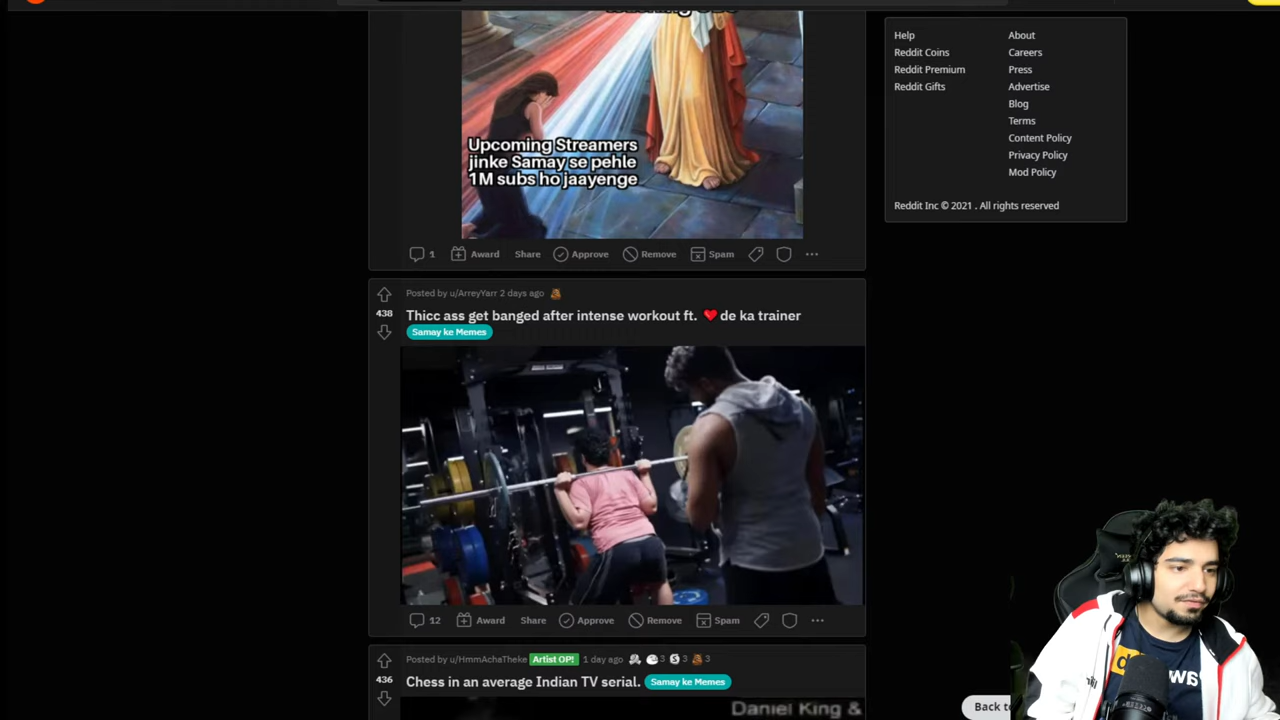 Upcoming Streamers
jinke Samay se pehle
1M subs ho jaayenge
1 Award Share Approve Remove Spam
Posted by u/ArreyYarr 2 days ago
438
Thicc ass get banged after intense workout ft. ❤️de ka trainer
Samay ke Memes
12 Award Share Approve Remove Spam
Posted by u/HmmAchaTheke Artist OP! 1 day ago 3 3 3
436
Chess in an average Indian TV serial. Samay ke Memes
Daniel King &
Help About
Reddit Coins Careers
Reddit Premium Press
Reddit Gifts Advertise
Blog
Terms
Content Policy
Privacy Policy
Mod Policy
Reddit Inc © 2021 . All rights reserved
Back to